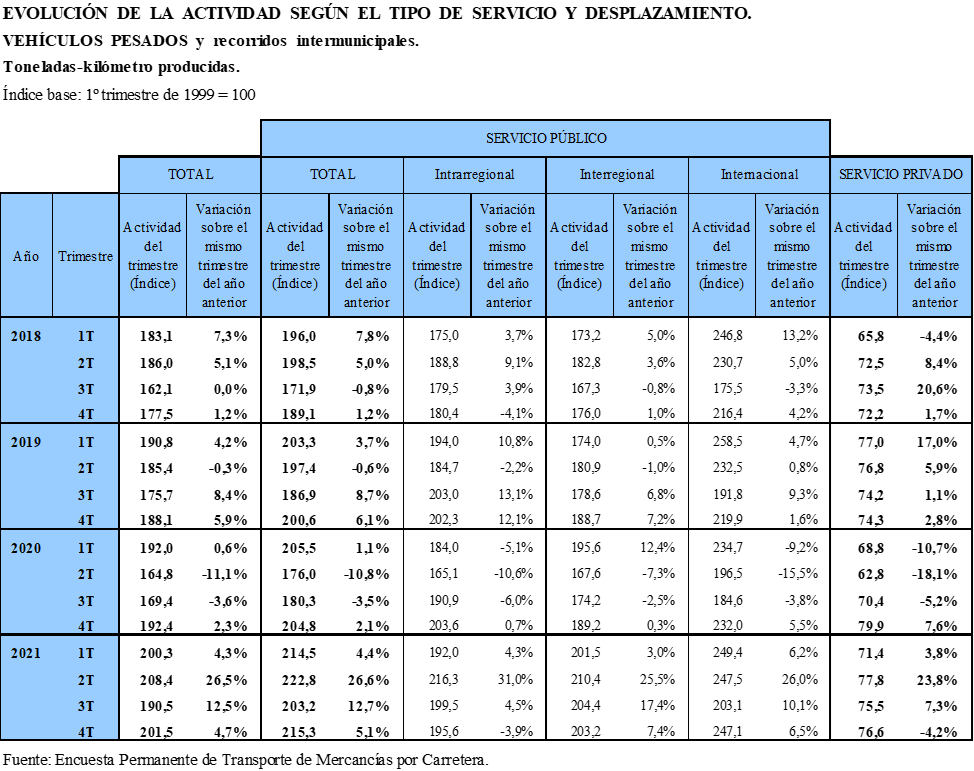 EVOLUCIÓN DE LA ACTIVIDAD SEGÚN EL TIPO DE SERVICIO Y DESPLAZAMIENTO.
VEHÍCULOS PESADOS y recorridos intermunicipales.
Toneladas-kilómetro producidas.
Índice base: 1º trimestre de 1999 = 100
SERVICIO PÚBLICO
TOTAL TOTAL Intrarregional Interregional Internacional SERVICIO PRIVADO
Año Trimestre Actividad del trimestre (Índice) Variación sobre el mismo trimestre del año anterior Actividad del trimestre (Índice) Variación sobre el mismo trimestre del año anterior Actividad del trimestre (Índice) Variación sobre el mismo trimestre del año anterior Actividad del trimestre (Índice) Variación sobre el mismo trimestre del año anterior Actividad del trimestre (Índice) Variación sobre el mismo trimestre del año anterior Actividad del trimestre (Índice) Variación sobre el mismo trimestre del año anterior
2018 1T 183,1 7,3% 196,0 7,8% 175,0 3,7% 173,2 5,0% 246,8 13,2% 65,8 -4,4%
2T 186,0 5,1% 198,5 5,0% 188,8 9,1% 182,8 3,6% 230,7 5,0% 72,5 8,4%
3T 162,1 0,0% 171,9 -0,8% 179,5 3,9% 167,3 -0,8% 175,5 -3,3% 73,5 20,6%
4T 177,5 1,2% 189,1 1,2% 180,4 -4,1% 176,0 1,0% 216,4 4,2% 72,2 1,7%
2019 1T 190,8 4,2% 203,3 3,7% 194,0 10,8% 174,0 0,5% 258,5 4,7% 77,0 17,0%
2T 185,4 -0,3% 197,4 -0,6% 184,7 -2,2% 180,9 -1,0% 232,5 0,8% 76,8 5,9%
3T 175,7 8,4% 186,9 8,7% 203,0 13,1% 178,6 6,8% 191,8 9,3% 74,2 1,1%
4T 188,1 5,9% 200,6 6,1% 202,3 12,1% 188,7 7,2% 219,9 1,6% 74,3 2,8%
2020 1T 192,0 0,6% 205,5 1,1% 184,0 -5,1% 195,6 12,4% 234,7 -9,2% 68,8 -10,7%
2T 164,8 -11,1% 176,0 -10,8% 165,1 -10,6% 167,6 -7,3% 196,5 -15,5% 62,8 -18,1%
3T 169,4 -3,6% 180,3 -3,5% 190,9 -6,0% 174,2 -2,5% 184,6 -3,8% 70,4 -5,2%
4T 192,4 2,3% 204,8 2,1% 203,6 0,7% 189,2 0,3% 232,0 5,5% 79,9 7,6%
2021 1T 200,3 4,3% 214,5 4,4% 192,0 4,3% 201,5 3,0% 249,4 6,2% 71,4 3,8%
2T 208,4 26,5% 222,8 26,6% 216,3 31,0% 210,4 25,5% 247,5 26,0% 77,8 23,8%
3T 190,5 12,5% 203,2 12,7% 199,5 4,5% 204,4 17,4% 203,1 10,1% 75,5 7,3%
4T 201,5 4,7% 215,3 5,1% 195,6 -3,9% 203,2 7,4% 247,1 6,5% 76,6 -4,2%
Fuente: Encuesta Permanente de Transporte de Mercancías por Carretera.